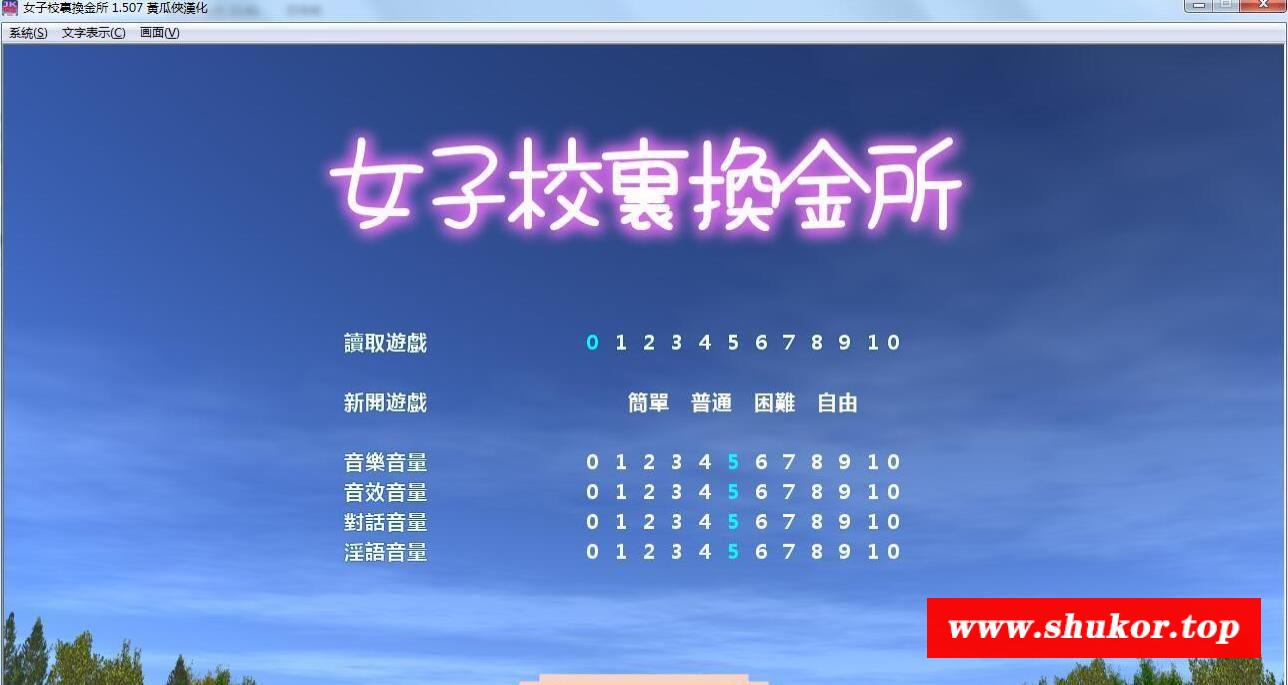 女子校裏換金所 1.507 黃瓜俠漢化
系统(S) 文字表示(C) 画面(V)
女子校裏換金所
讀取遊戲 0 1 2 3 4 5 6 7 8 9 10
新開遊戲 簡單 普通 困難 自由
音樂音量 0 1 2 3 4 5 6 7 8 9 10
音效音量 0 1 2 3 4 5 6 7 8 9 10
對話音量 0 1 2 3 4 5 6 7 8 9 10
淫語音量 0 1 2 3 4 5 6 7 8 9 10
www.shukor.top